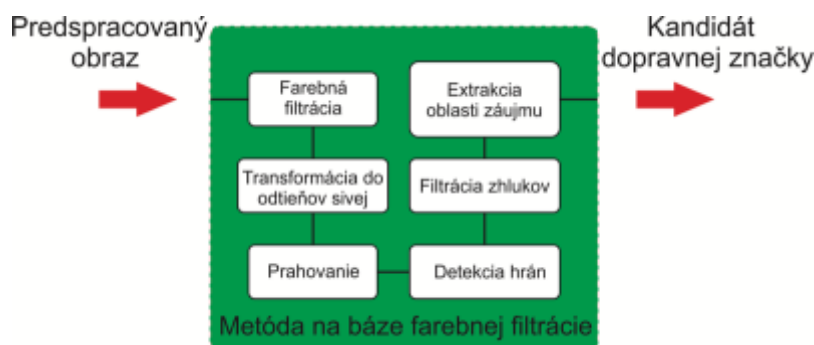 Predspracovaný
obraz
Farebná
filtrácia
Transformácia do
odtieňov sivej
Prahovanie
Detekcia hrán
Filtrácia zhlukov
Extrakcia
oblasti záujmu
Kandidát
dopravnej značky
Metóda na báze farebnej filtrácie